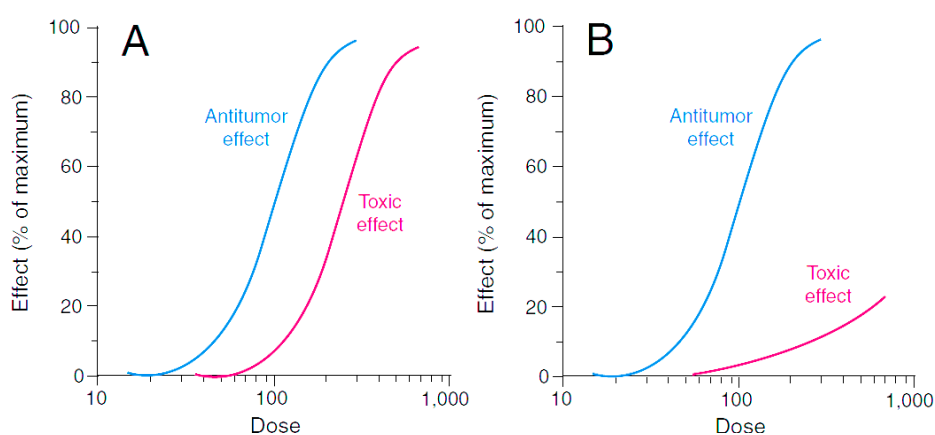 A
Effect (% of maximum)
100
80
60
40
20
0
Antitumor
effect
Toxic
effect
10
100
1,000
Dose
B
Effect (% of maximum)
100
80
60
40
20
0
Antitumor
effect
Toxic
effect
10
100
1,000
Dose